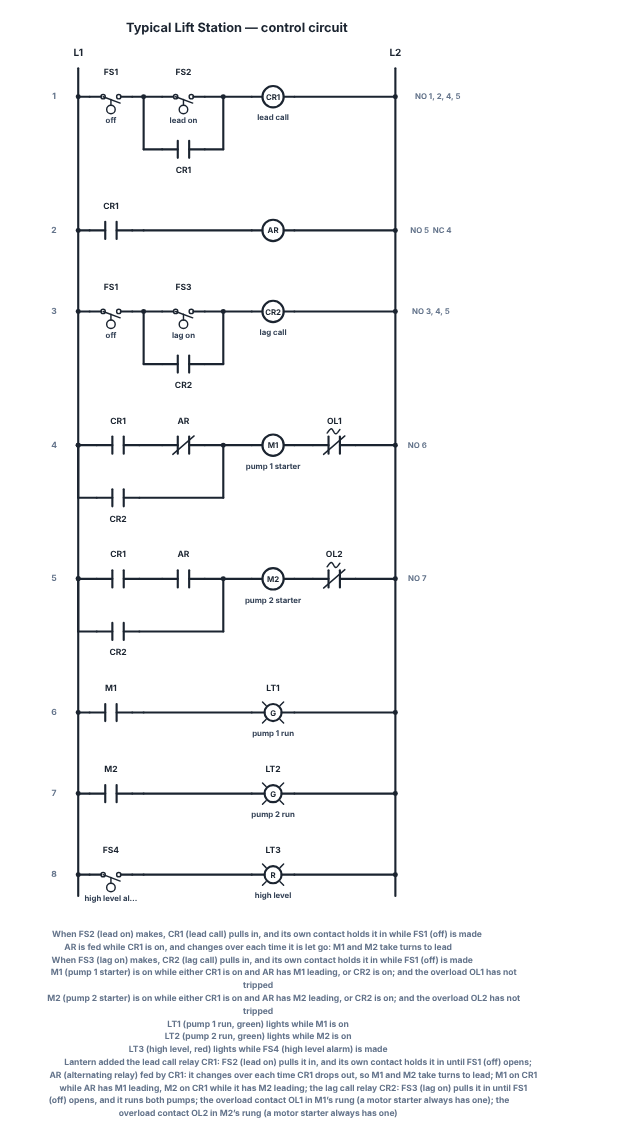 Typical Lift Station — control circuit
L1 L2
FS1 FS2
1 CR1 NO 1, 2, 4, 5
off lead on lead call
CR1
CR1
2 AR NO 5 NC 4
FS1 FS3
3 CR2 NO 3, 4, 5
off lag on lag call
CR2
CR1 AR OL1
4 M1 NO 6
pump 1 starter
CR2
CR1 AR OL2
5 M2 NO 7
pump 2 starter
CR2
M1 LT1
6 G
pump 1 run
M2 LT2
7 G
pump 2 run
FS4 LT3
8 R
high level al... high level
When FS2 (lead on) makes, CR1 (lead call) pulls in, and its own contact holds it in while FS1 (off) is made
AR is fed while CR1 is on, and changes over each time it is let go: M1 and M2 take turns to lead
When FS3 (lag on) makes, CR2 (lag call) pulls in, and its own contact holds it in while FS1 (off) is made
M1 (pump 1 starter) is on while either CR1 is on and AR has M1 leading, or CR2 is on; and the overload OL1 has not
tripped
M2 (pump 2 starter) is on while either CR1 is on and AR has M2 leading, or CR2 is on; and the overload OL2 has not
tripped
LT1 (pump 1 run, green) lights while M1 is on
LT2 (pump 2 run, green) lights while M2 is on
LT3 (high level, red) lights while FS4 (high level alarm) is made
Lantern added the lead call relay CR1: FS2 (lead on) pulls it in, and its own contact holds it in until FS1 (off) opens;
AR (alternating relay) fed by CR1: it changes over each time CR1 drops out, so M1 and M2 take turns to lead; M1 on CR1
while AR has M1 leading, M2 on CR1 while it has M2 leading; the lag call relay CR2: FS3 (lag on) pulls it in until FS1
(off) opens, and it runs both pumps; the overload contact OL1 in M1's rung (a motor starter always has one); the
overload contact OL2 in M2's rung (a motor starter always has one)